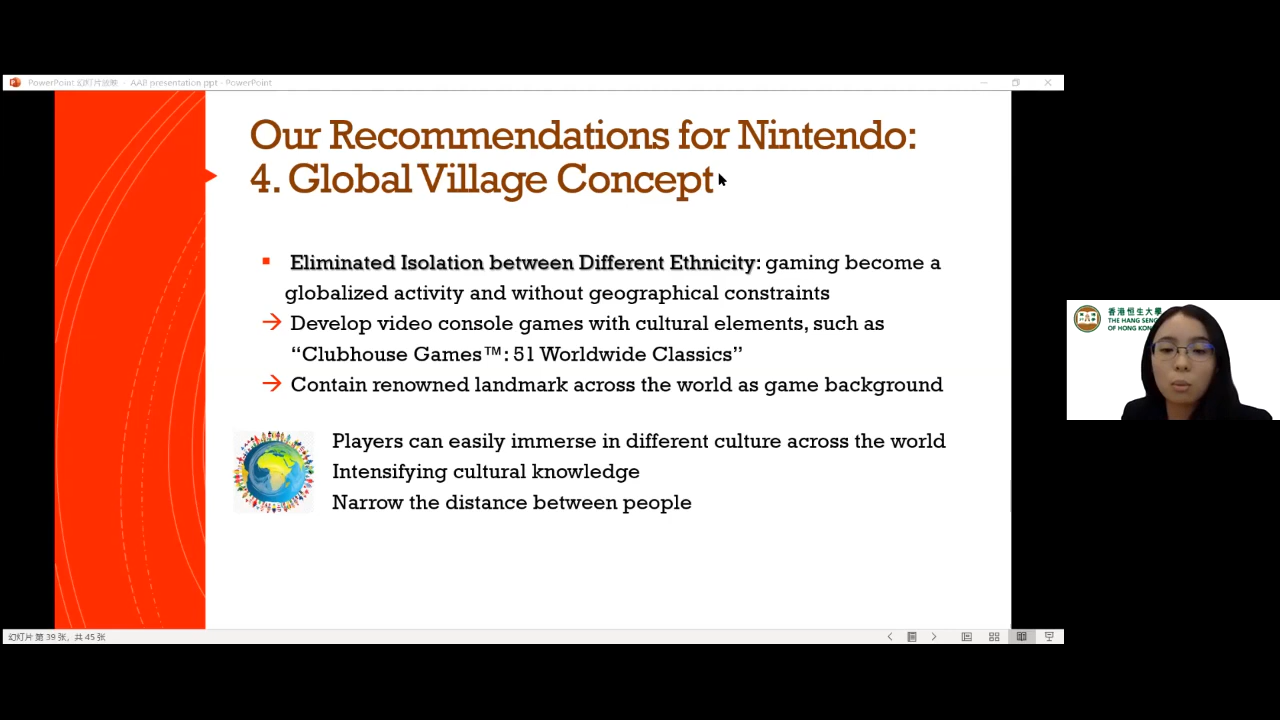 PowerPoint 幻灯片放映 - AAB presentation ppt - PowerPoint
Our Recommendations for Nintendo:
4. Global Village Concept
Eliminated Isolation between Different Ethnicity: gaming become a
globalized activity and without geographical constraints
→ Develop video console games with cultural elements, such as
“Clubhouse Games™: 51 Worldwide Classics”
→ Contain renowned landmark across the world as game background
Players can easily immerse in different culture across the world
Intensifying cultural knowledge
Narrow the distance between people
香港恒生大學
THE HANG SENG
OF HONG KON
幻灯片 第 39 张，共 45 张